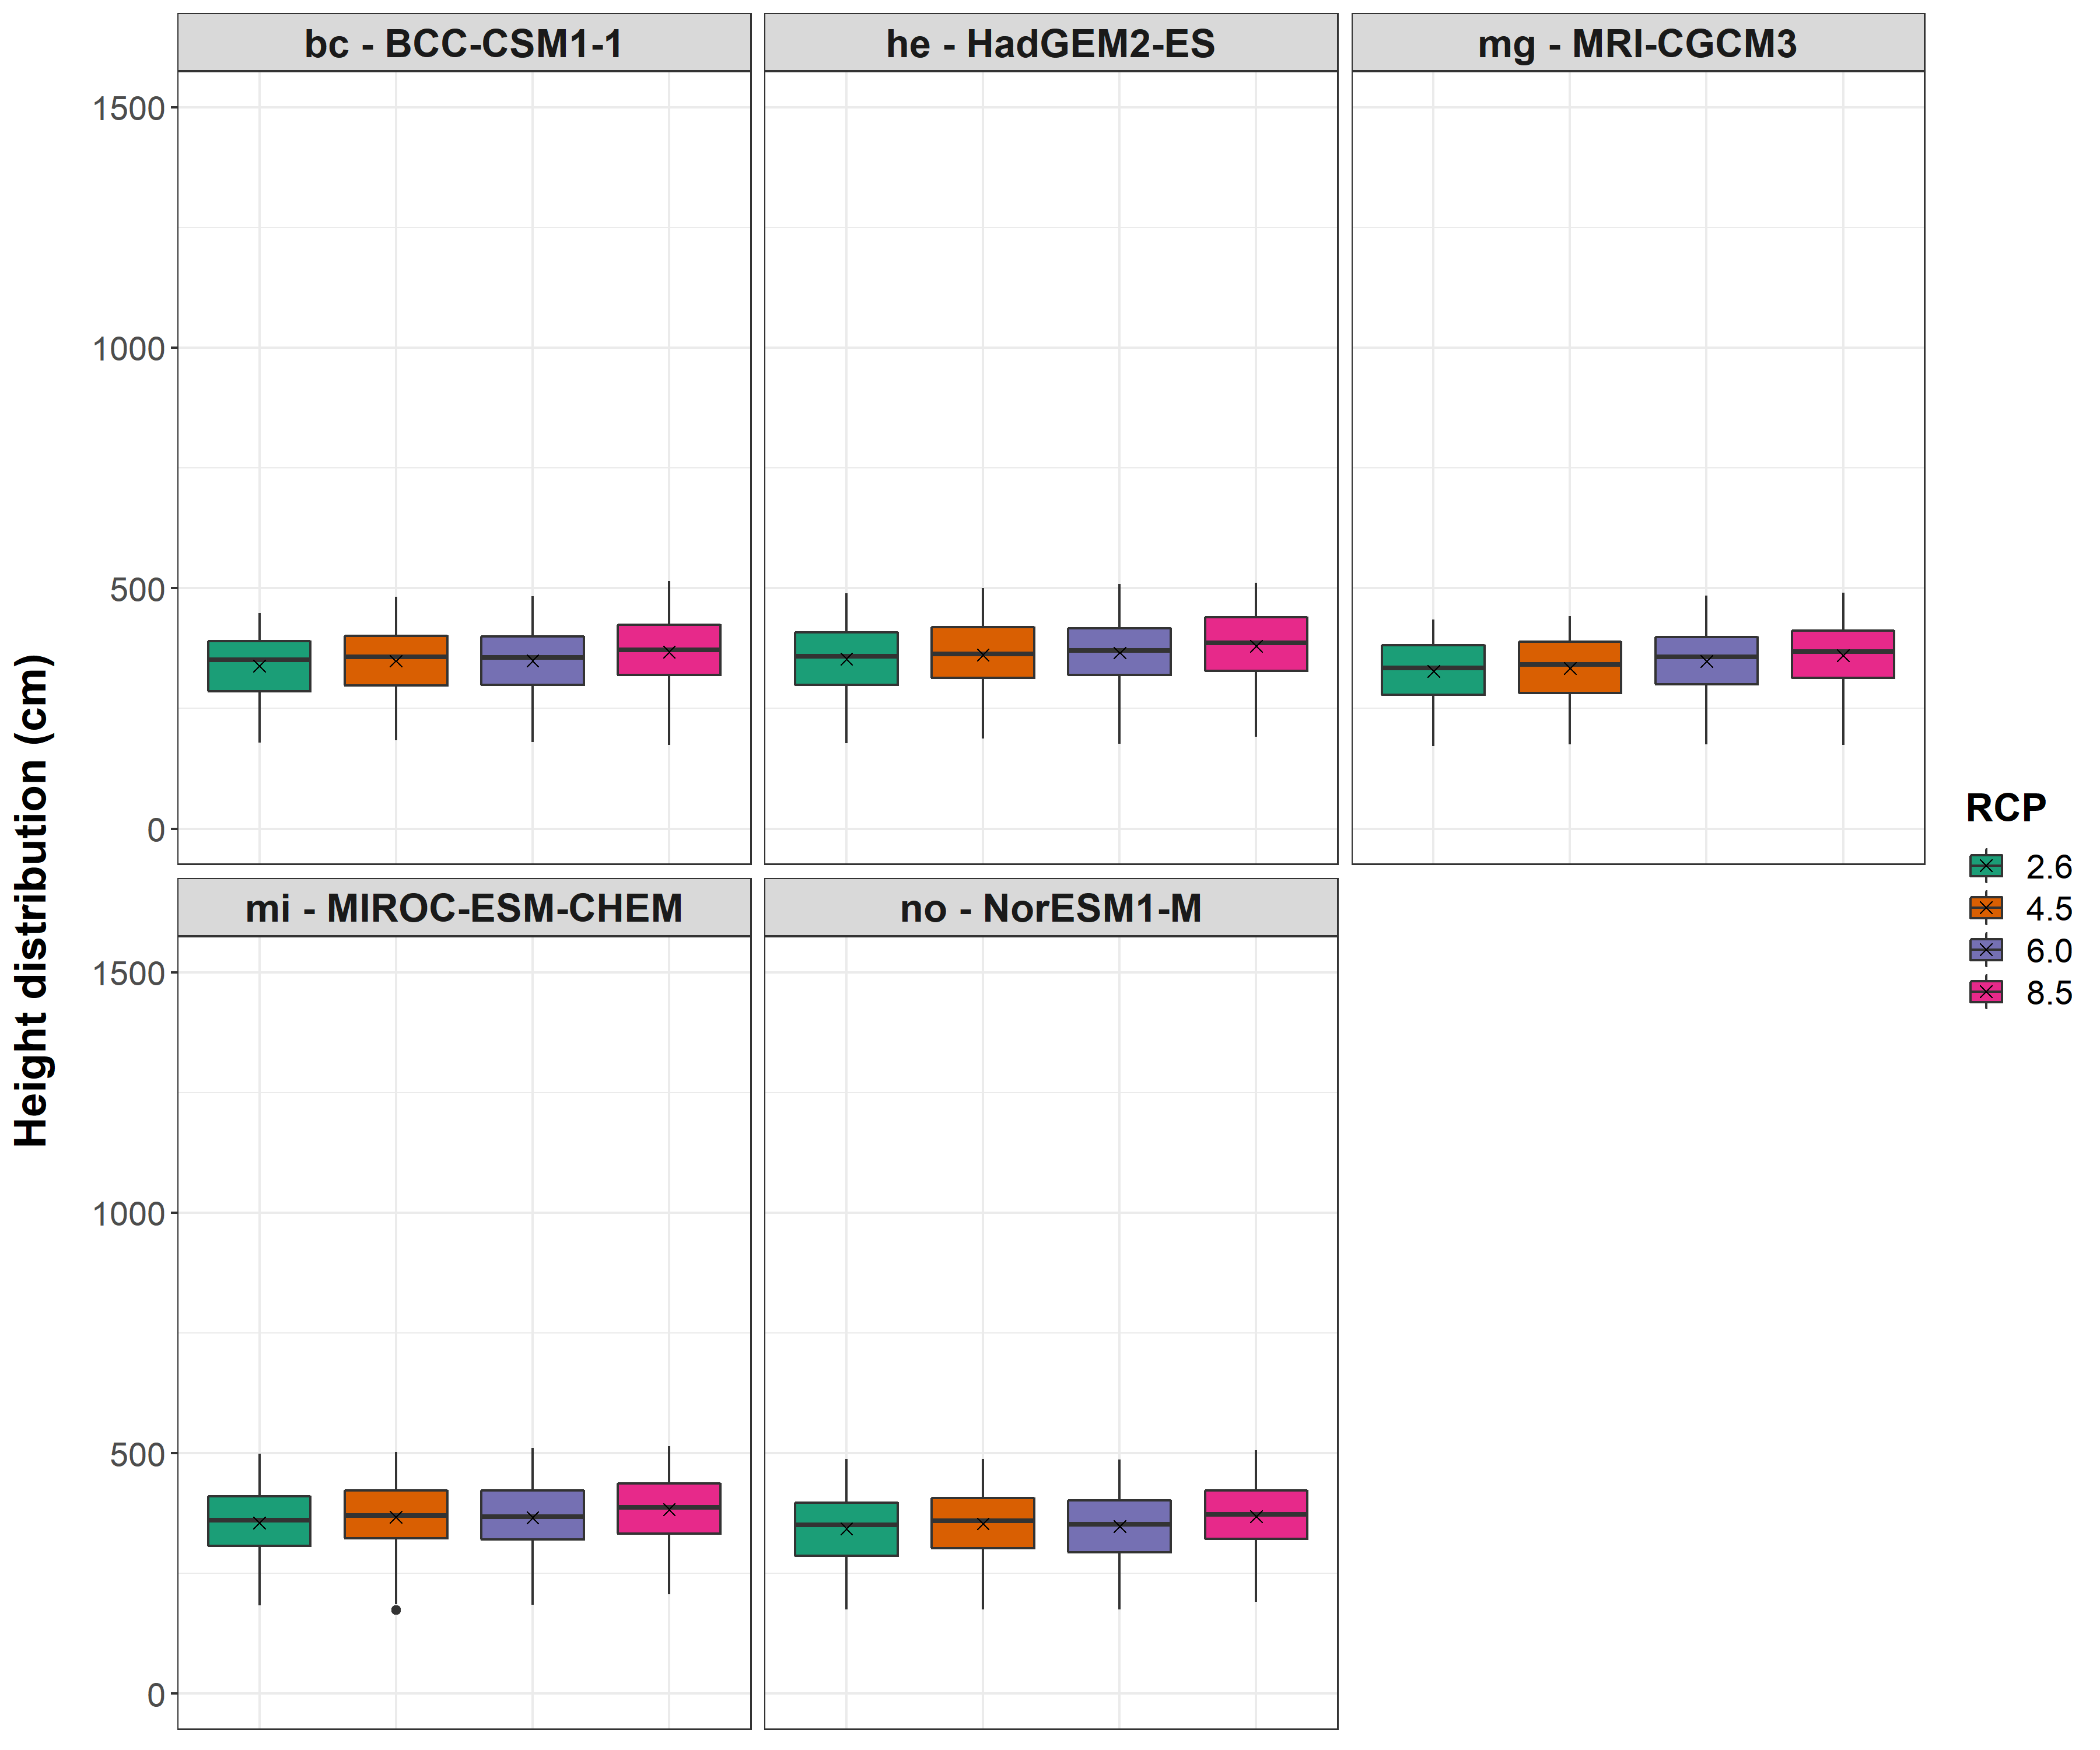 bc - BCC-CSM1-1
he - HadGEM2-ES
mg - MRI-CGCM3
1500
1000
500
0
Height distribution (cm)
mi - MIROC-ESM-CHEM
no - NorESM1-M
1500
1000
500
0
RCP
2.6
4.5
6.0
8.5